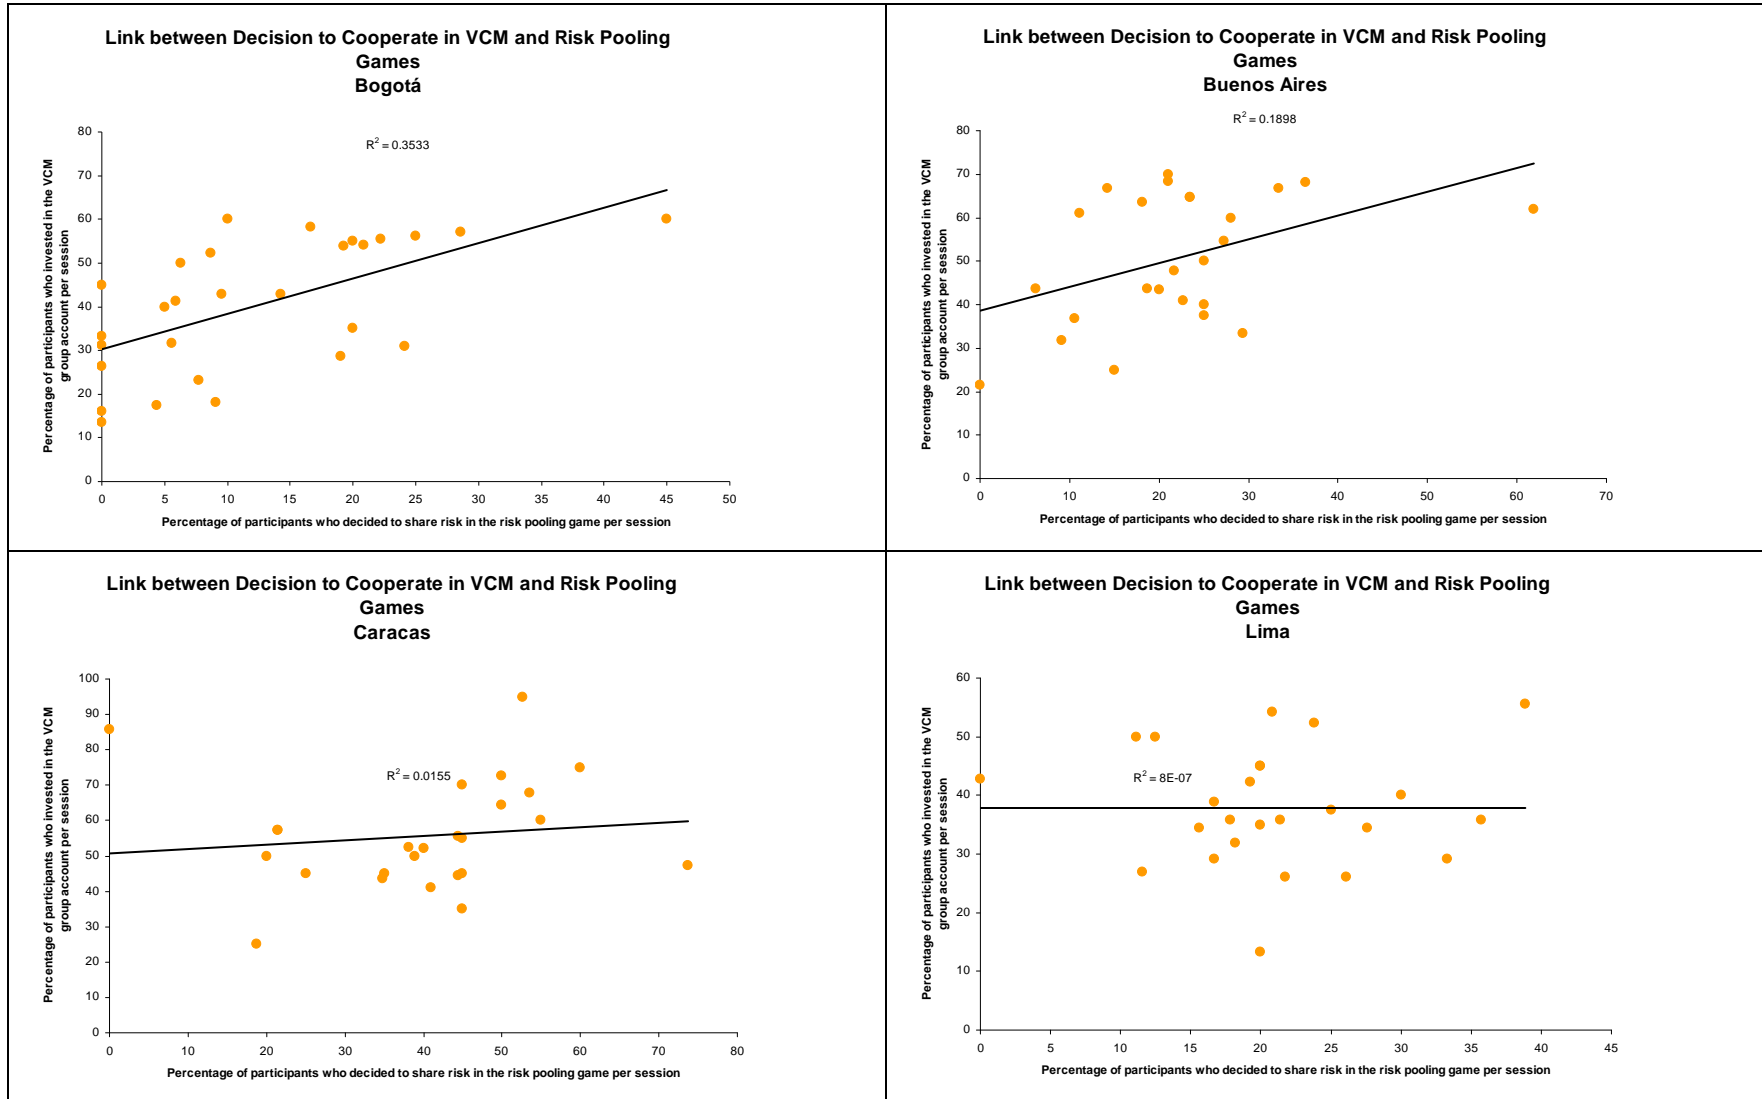 Link between Decision to Cooperate in VCM and Risk Pooling
Games
Bogotá
R² = 0.3533
Percentage of participants who invested in the VCM
group account per session
80
70
60
50
40
30
20
10
0
0 5 10 15 20 25 30 35 40 45 50
Percentage of participants who decided to share risk in the risk pooling game per session
Link between Decision to Cooperate in VCM and Risk Pooling
Games
Buenos Aires
R² = 0.1898
Percentage of participants who invested in the VCM
group account per session
80
70
60
50
40
30
20
10
0
0 10 20 30 40 50 60 70
Percentage of participants who decided to share risk in the risk pooling game per session
Link between Decision to Cooperate in VCM and Risk Pooling
Games
Caracas
R² = 0.0155
Percentage of participants who invested in the VCM
group account per session
100
90
80
70
60
50
40
30
20
10
0
0 10 20 30 40 50 60 70 80
Percentage of participants who decided to share risk in the risk pooling game per session
Link between Decision to Cooperate in VCM and Risk Pooling
Games
Lima
R² = 8E-07
Percentage of participants who invested in the VCM
group account per session
60
50
40
30
20
10
0
0 5 10 15 20 25 30 35 40 45
Percentage of participants who decided to share risk in the risk pooling game per session